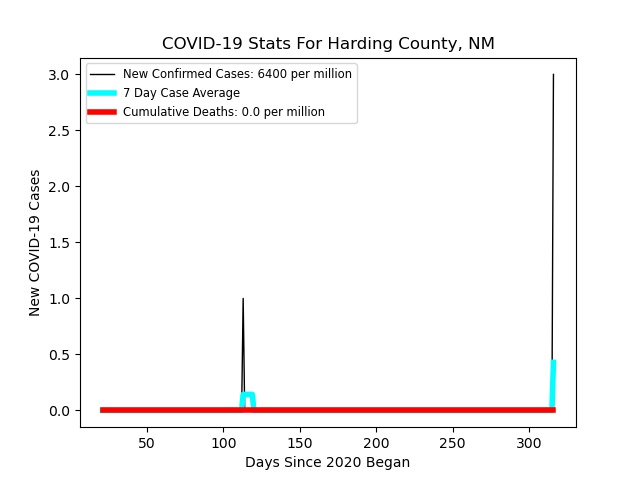 COVID-19 Stats For Harding County, NM
New Confirmed Cases: 6400 per million
7 Day Case Average
Cumulative Deaths: 0.0 per million
New COVID-19 Cases
3.0
2.5
2.0
1.5
1.0
0.5
0.0
50 100 150 200 250 300
Days Since 2020 Began